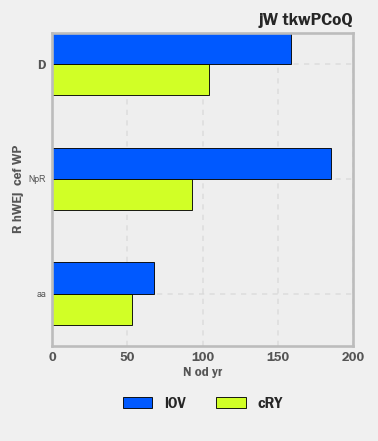 JW tkwPCoQ
R hWEJ cef WP
D
NpR
aa
0 50 100 150 200
N od yr
IOV cRY